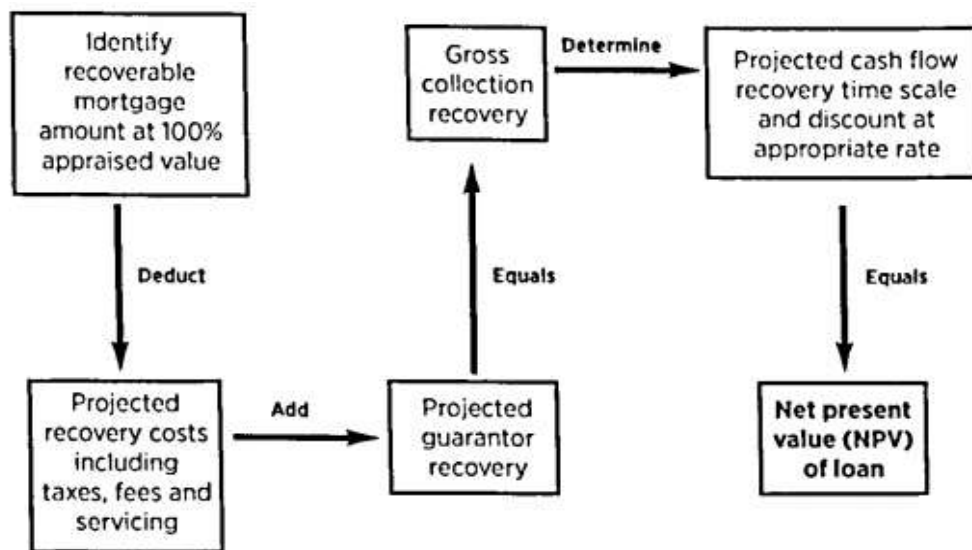 Identify
recoverable
mortgage
amount at 100%
appraised value
Deduct
Projected
recovery costs
including
taxes, fees and
servicing
Add
Projected
guarantor
recovery
Equals
Gross
collection
recovery
Determine
Projected cash flow
recovery time scale
and discount at
appropriate rate
Equals
Net present
value (NPV)
of loan